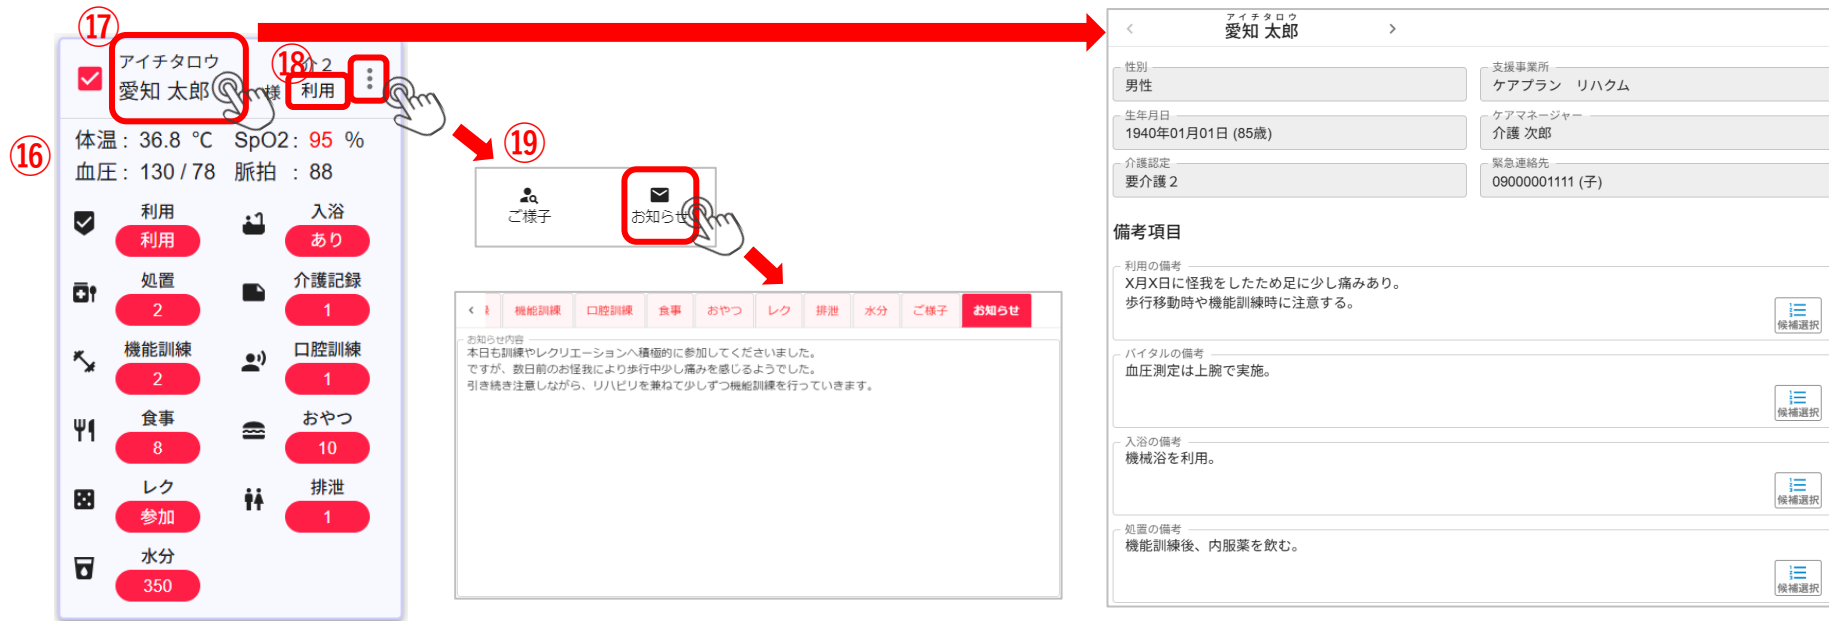 ⑰
アイチタロウ
愛知 太郎
様
⑱
介2
利用
⑯
体温: 36.8 ℃ SpO2: 95 %
血圧: 130 / 78 脈拍 : 88
利用
利用
入浴
あり
処置
2
介護記録
1
機能訓練
2
口腔訓練
1
食事
8
おやつ
10
レク
参加
排泄
1
水分
350
⑲
ご様子
お知らせ
< 機能訓練 口腔訓練 食事 おやつ レク 排泄 水分 ご様子 お知らせ
お知らせ内容
本日も訓練やレクリエーションへ積極的に参加してくださいました。
ですが、数日前のお怪我により歩行中少し痛みを感じるようでした。
引き続き注意しながら、リハビリを兼ねて少しずつ機能訓練を行っていきます。
アイチタロウ
< 愛知 太郎 >
性別
男性
支援事業所
ケアプラン リハクム
生年月日
1940年01月01日 (85歳)
ケアマネージャー
介護 次郎
介護認定
要介護2
緊急連絡先
09000001111 (子)
備考項目
利用の備考
X月X日に怪我をしたため足に少し痛みあり。
歩行移動時や機能訓練時に注意する。
候補選択
バイタルの備考
血圧測定は上腕で実施。
候補選択
入浴の備考
機械浴を利用。
候補選択
処置の備考
機能訓練後、内服薬を飲む。
候補選択